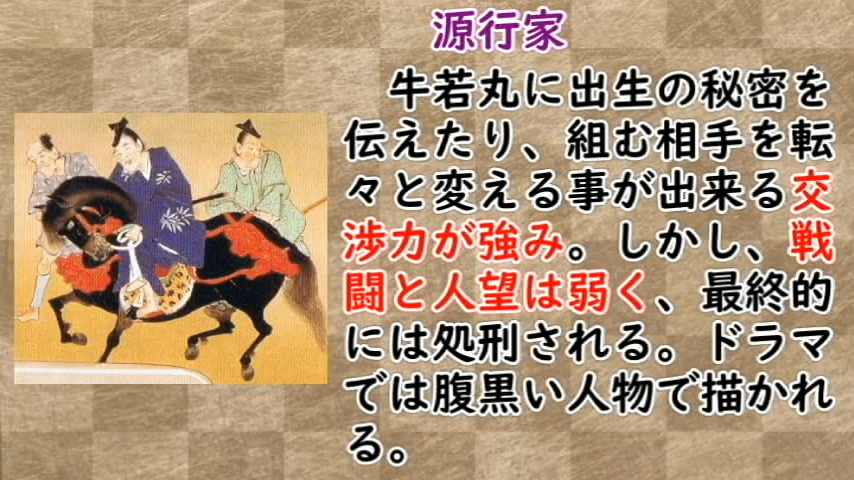 源行家
牛若丸に出生の秘密を
伝えたり、組む相手を転
々と変える事が出来る交
渉力が強み。しかし、戦
闘と人望は弱く、最終的
には処刑される。ドラマ
では腹黒い人物で描かれ
る。